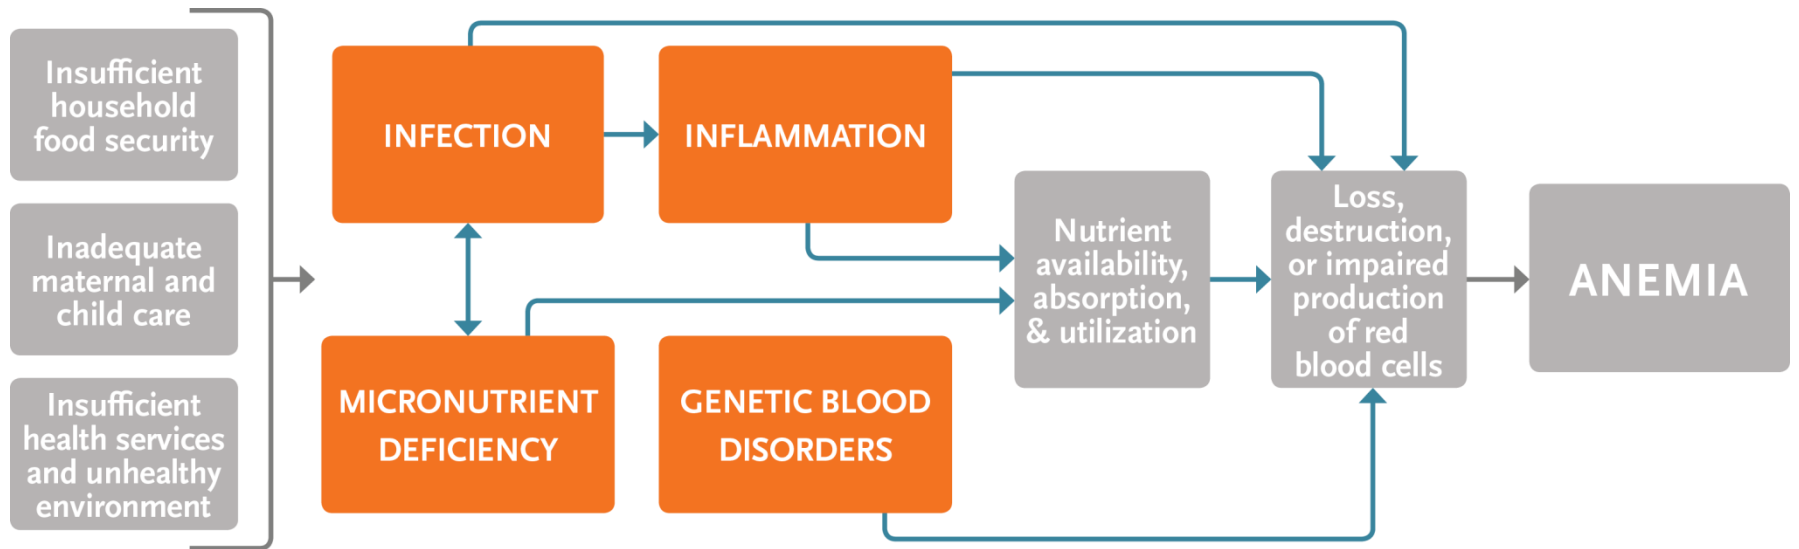 Insufficient
household
food security
Inadequate
maternal and
child care
Insufficient
health services
and unhealthy
environment
INFECTION
INFLAMMATION
MICRONUTRIENT
DEFICIENCY
GENETIC BLOOD
DISORDERS
Nutrient
availability,
absorption,
& utilization
Loss,
destruction,
or impaired
production
of red
blood cells
ANEMIA